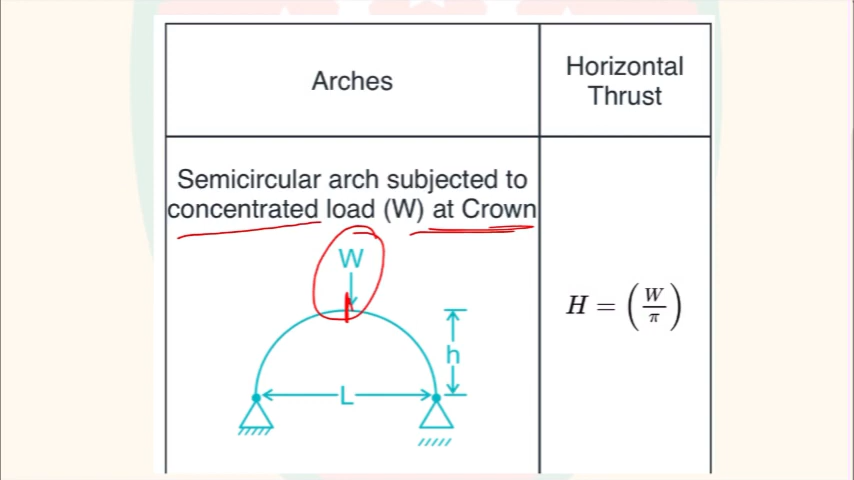 Arches
Horizontal
Thrust
Semicircular arch subjected to
concentrated load (W) at Crown
W
h
L
H = (W/π)